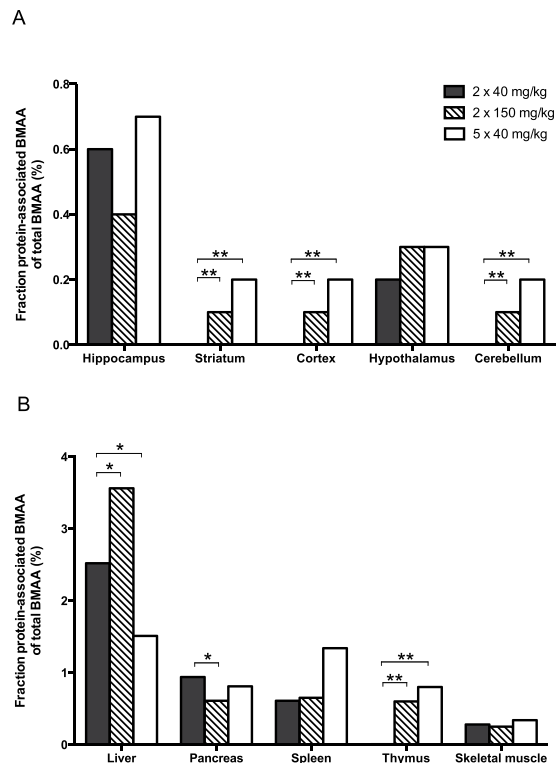 A
0.8
0.6
0.4
0.2
0.0
Fraction protein-associated BMAA
of total BMAA (%)
2 x 40 mg/kg
2 x 150 mg/kg
5 x 40 mg/kg
**
**
**
**
**
**
Hippocampus Striatum Cortex Hypothalamus Cerebellum
B
4
3
2
1
0
Fraction protein-associated BMAA
of total BMAA (%)
*
*
*
**
**
Liver Pancreas Spleen Thymus Skeletal muscle